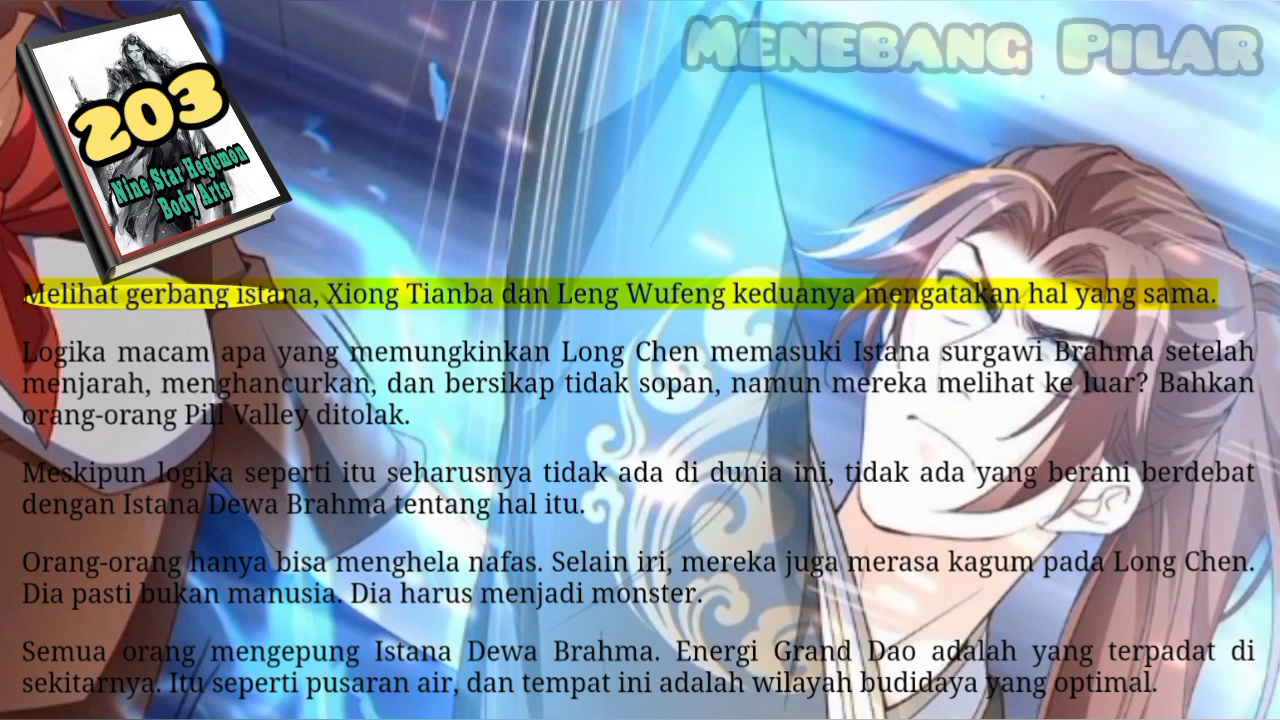 Menebang Pilar
203
Nine Star Hegemon
Body Arts
Melihat gerbang istana, Xiong Tianba dan Leng Wufeng keduanya mengatakan hal yang sama.
Logika macam apa yang memungkinkan Long Chen memasuki Istana surgawi Brahma setelah
menjarah, menghancurkan, dan bersikap tidak sopan, namun mereka melihat ke luar? Bahkan
orang-orang Pill Valley ditolak.
Meskipun logika seperti itu seharusnya tidak ada di dunia ini, tidak ada yang berani berdebat
dengan Istana Dewa Brahma tentang hal itu.
Orang-orang hanya bisa menghela nafas. Selain iri, mereka juga merasa kagum pada Long Chen.
Dia pasti bukan manusia. Dia harus menjadi monster.
Semua orang mengepung Istana Dewa Brahma. Energi Grand Dao adalah yang terpadat di
sekitarnya. Itu seperti pusaran air, dan tempat ini adalah wilayah budidaya yang optimal.